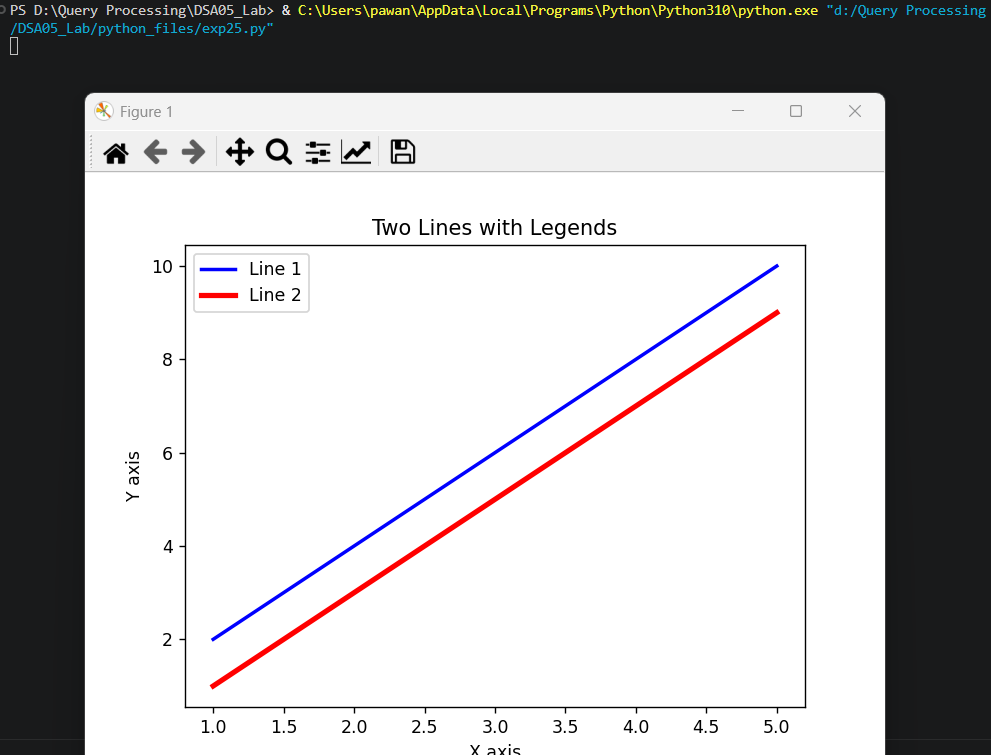 PS D:\Query Processing\DSA05_Lab> & C:\Users\pawan\AppData\Local\Programs\Python\Python310\python.exe "d:/Query Processing
/DSA05_Lab/python_files/exp25.py"
Figure 1
Two Lines with Legends
Line 1
Line 2
10
8
6
4
2
Y axis
1.0 1.5 2.0 2.5 3.0 3.5 4.0 4.5 5.0
X axis